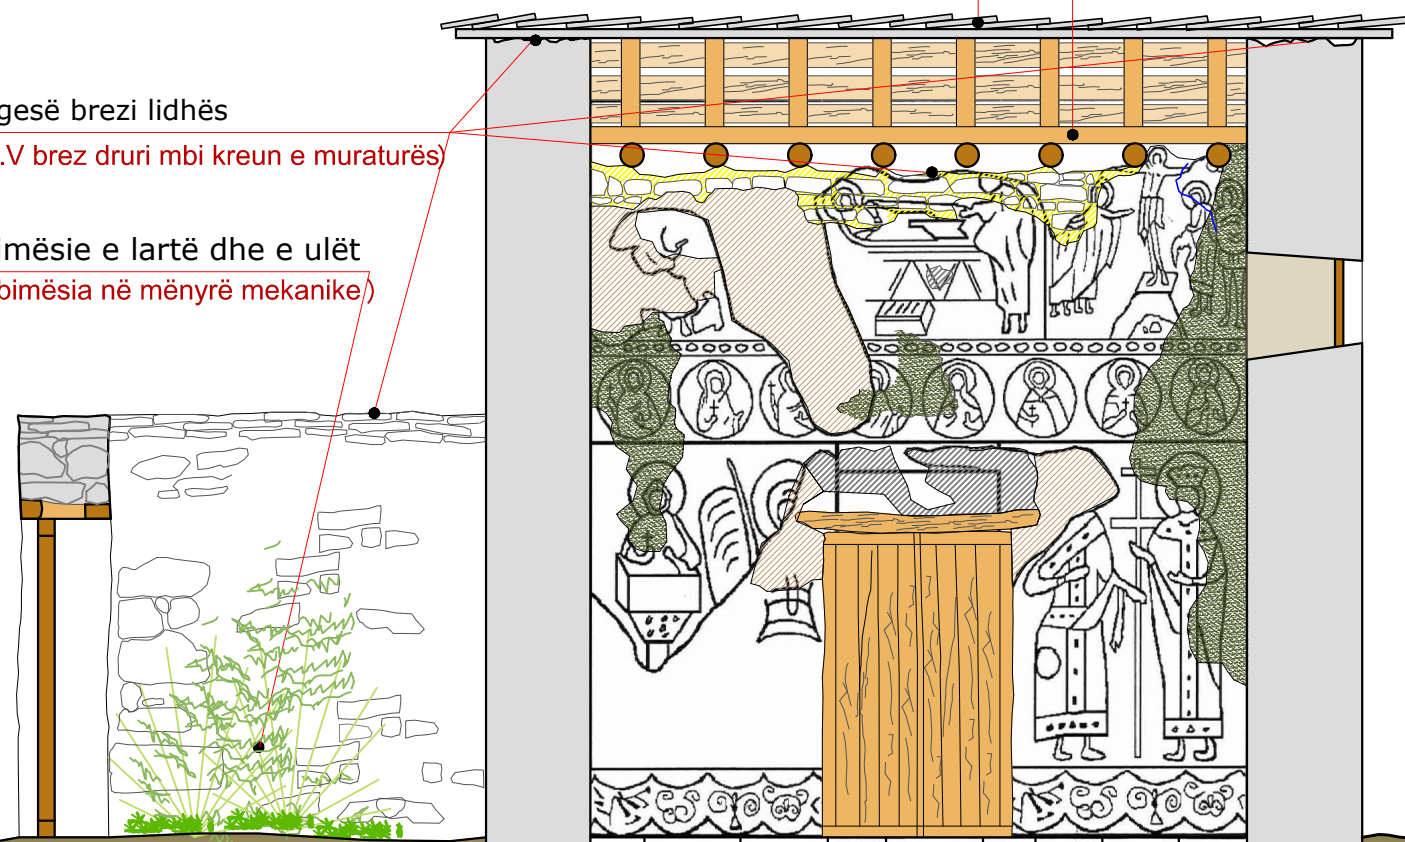 gesë brezi lidhës
.V brez druri mbi kreun e muraturës)
imësie e lartë dhe e ulët
bimësia në mënyrë mekanike)